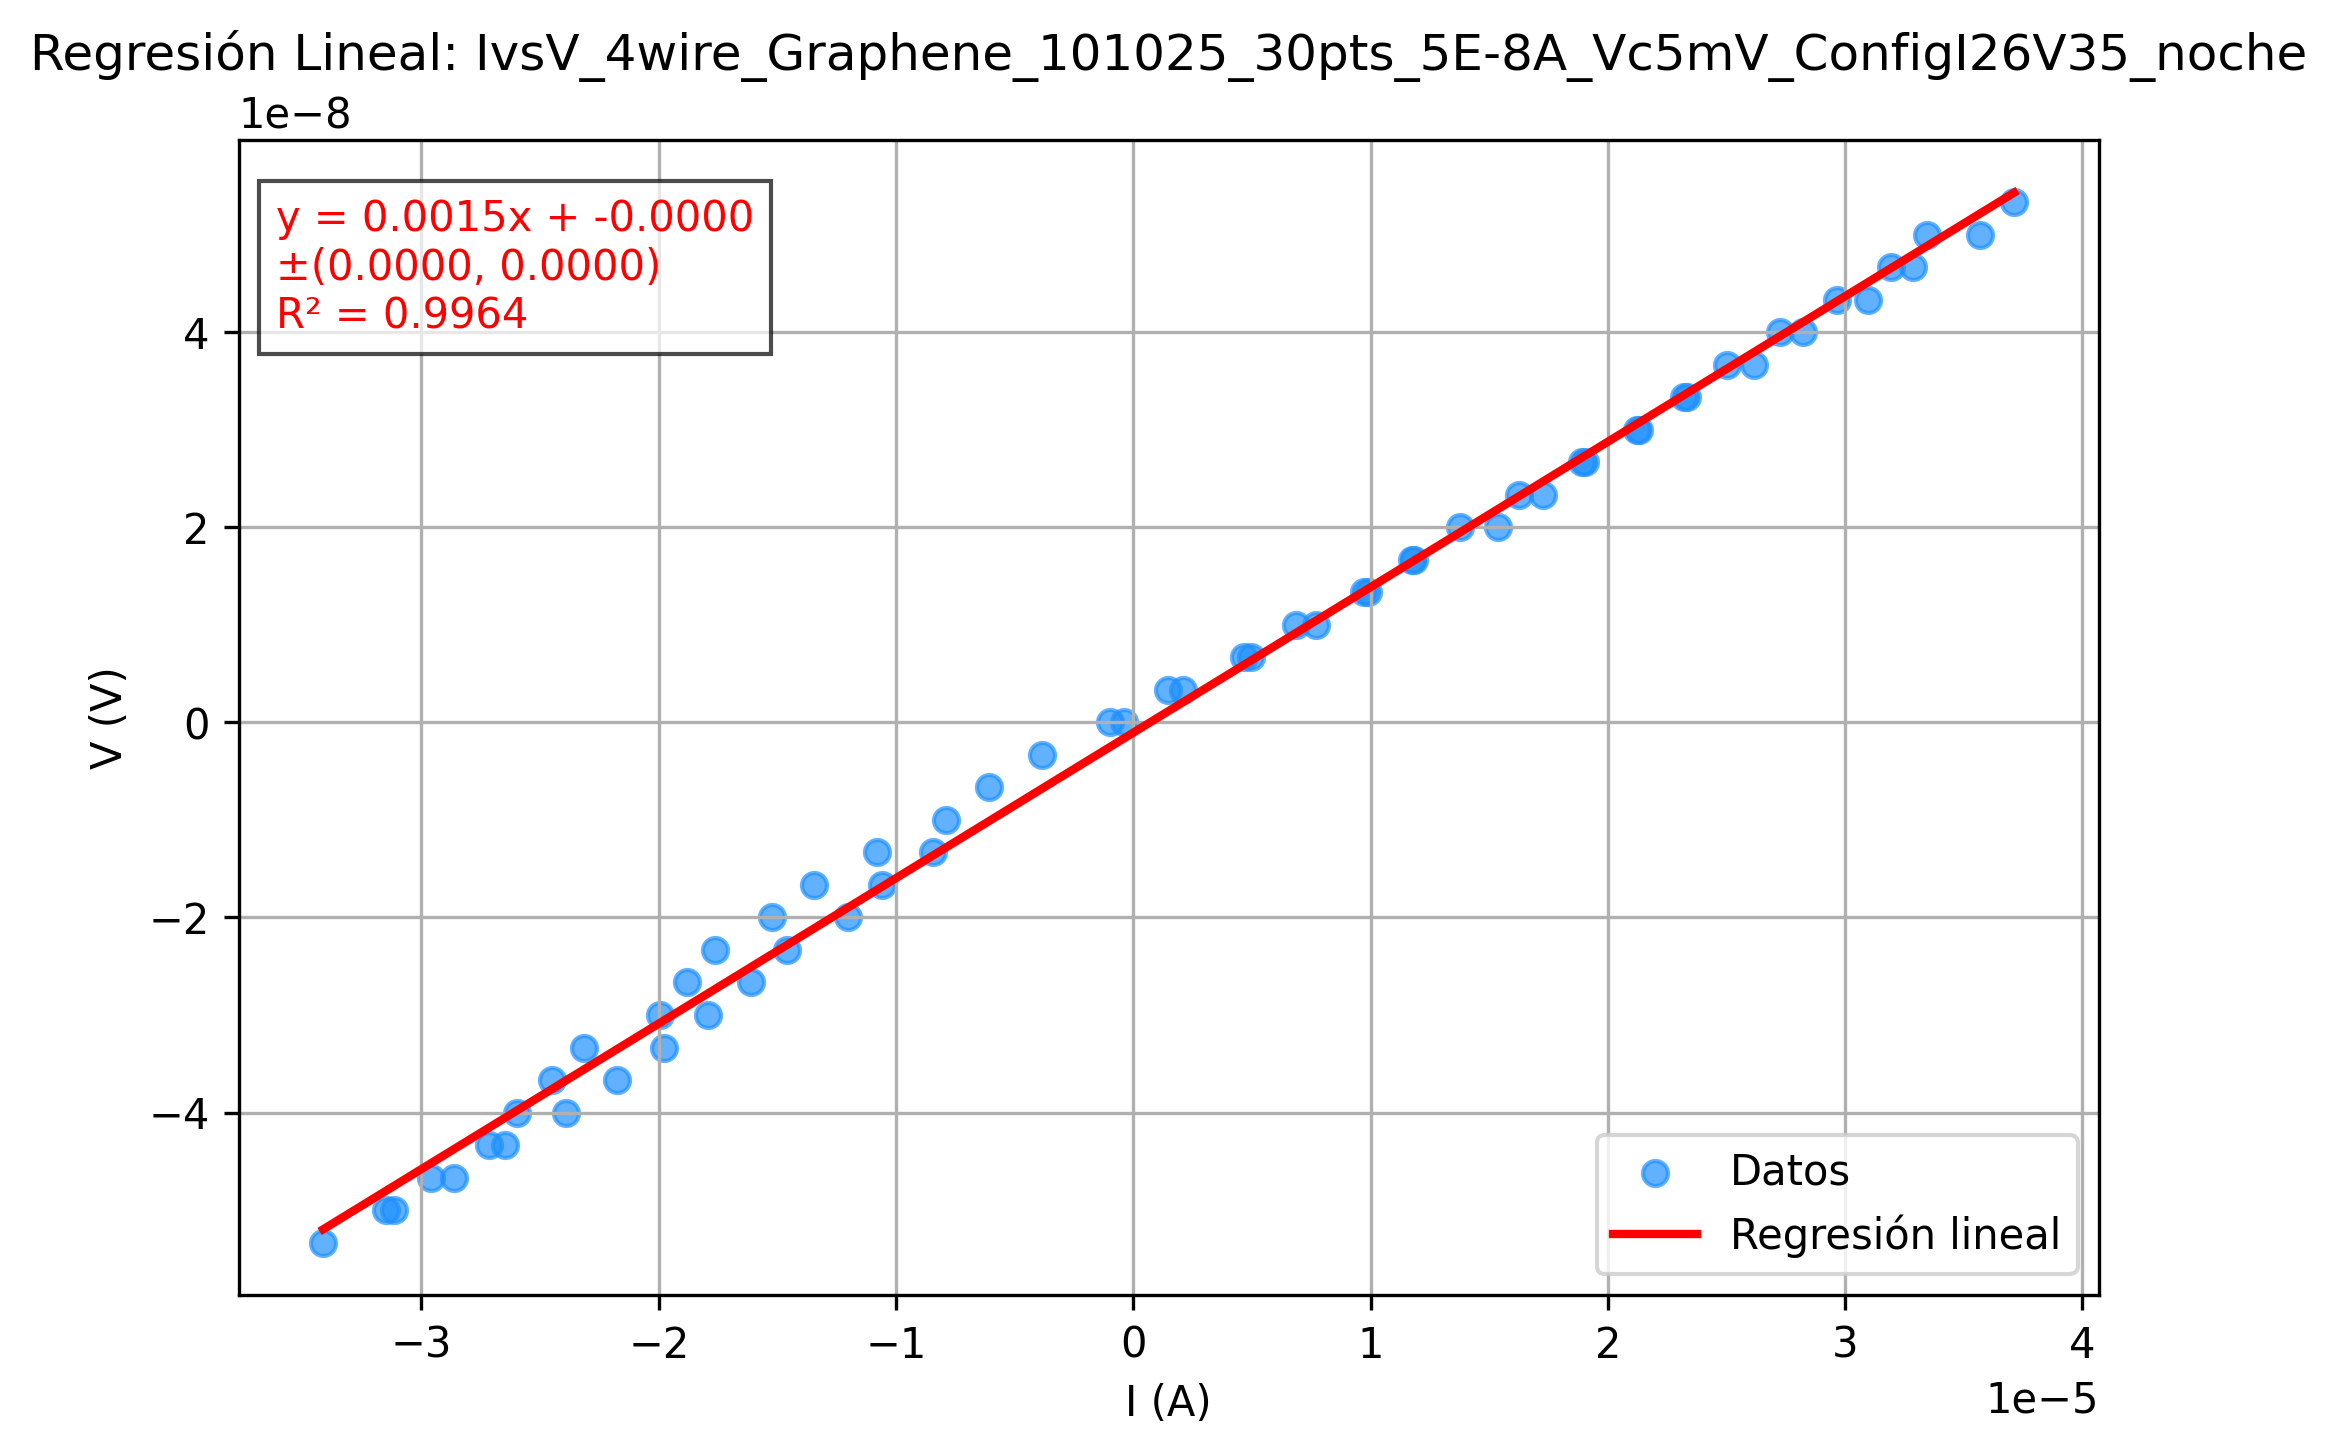 Regresión Lineal: IvsV_4wire_Graphene_101025_30pts_5E-8A_Vc5mV_ConfigI26V35_noche
1e−8
y = 0.0015x + -0.0000
±(0.0000, 0.0000)
R² = 0.9964
4
2
0
−2
−4
V (V)
Datos
Regresión lineal
−3 −2 −1 0 1 2 3 4
1e−5
I (A)